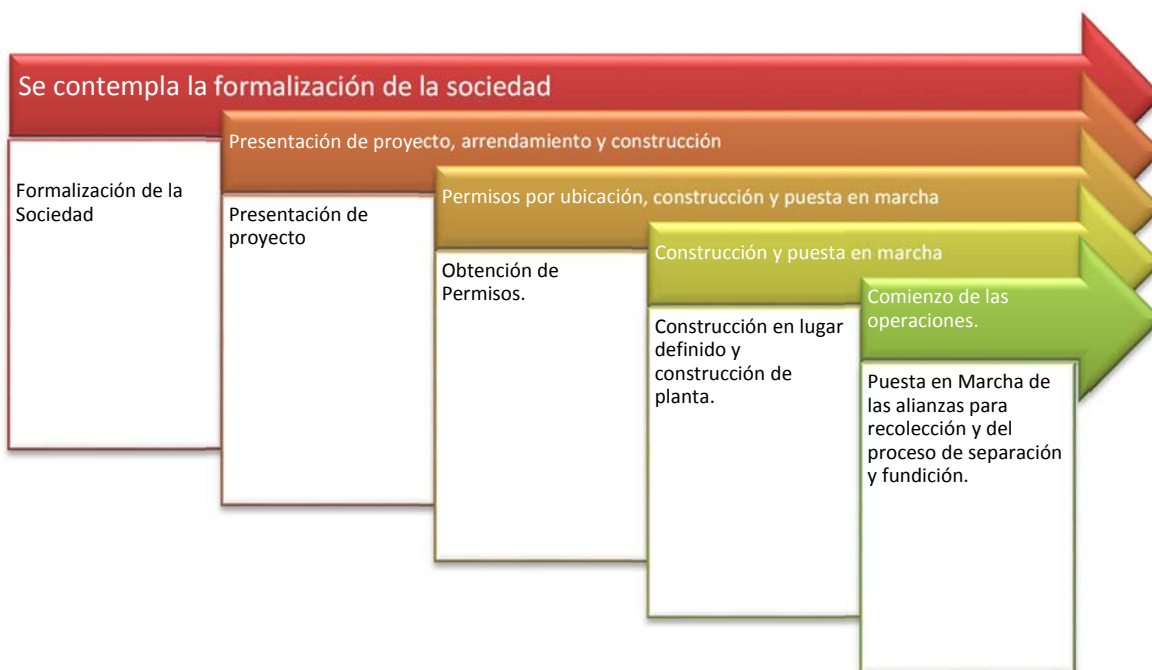 Se contempla la formalización de la sociedad
Formalización de la
Sociedad
Presentación de proyecto, arrendamiento y construcción
Presentación de
proyecto
Permisos por ubicación, construcción y puesta en marcha
Obtención de
Permisos.
Construcción y puesta en marcha
Construcción en lugar
definido y
construcción de
planta.
Comienzo de las
operaciones.
Puesta en Marcha de
las alianzas para
recolección y del
proceso de separación
y fundición.